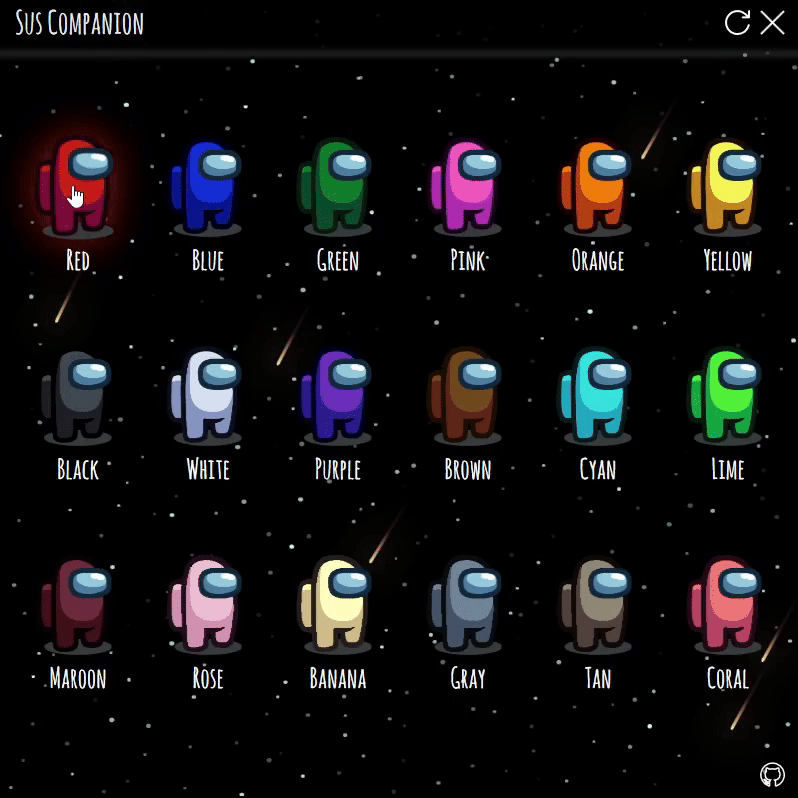 Sus Companion
Red Blue Green Pink Orange Yellow
Black White Purple Brown Cyan Lime
Maroon Rose Banana Gray Tan Coral